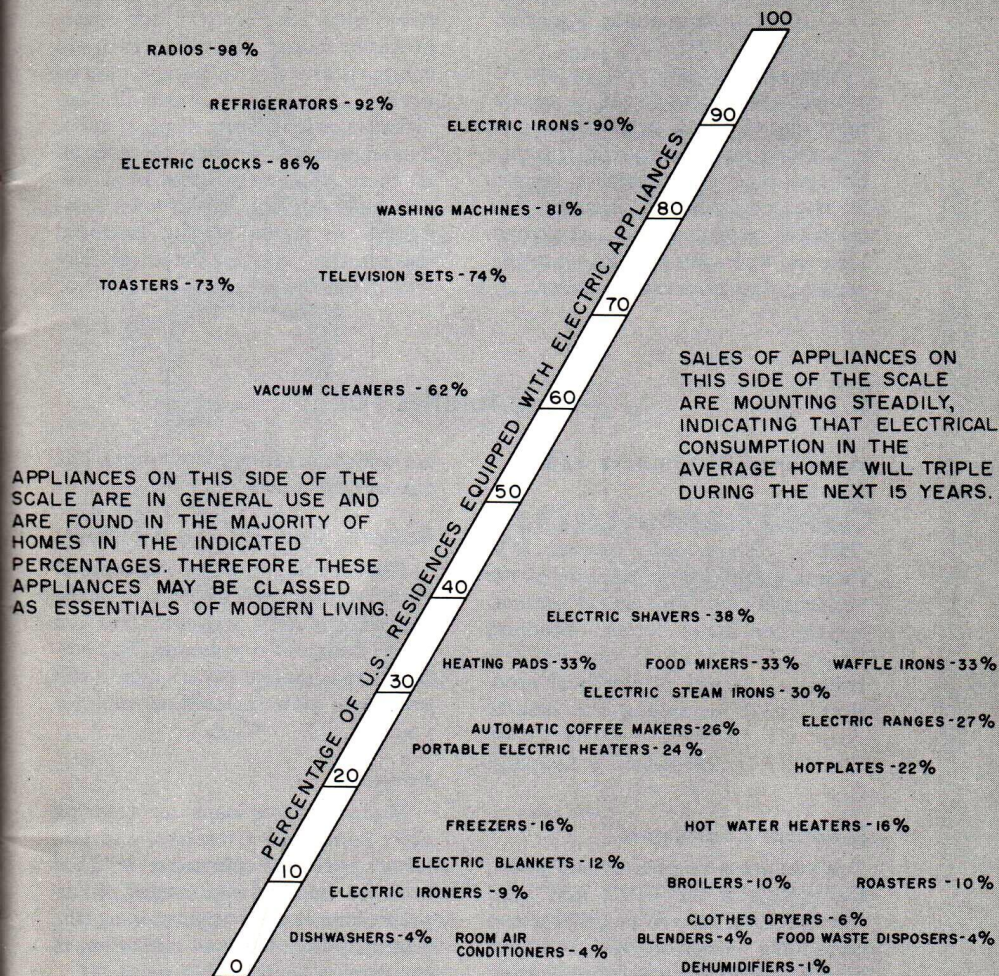 100
RADIOS - 98%
REFRIGERATORS - 92%
90
ELECTRIC IRONS - 90%
ELECTRIC CLOCKS - 86%
WASHING MACHINES - 81%
80
TELEVISION SETS - 74%
TOASTERS - 73%
70
PERCENTAGE OF U.S. RESIDENCES EQUIPPED WITH ELECTRIC APPLIANCES
VACUUM CLEANERS - 62%
60
SALES OF APPLIANCES ON
THIS SIDE OF THE SCALE
ARE MOUNTING STEADILY,
INDICATING THAT ELECTRICAL
CONSUMPTION IN THE
AVERAGE HOME WILL TRIPLE
DURING THE NEXT 15 YEARS.
50
APPLIANCES ON THIS SIDE OF THE
SCALE ARE IN GENERAL USE AND
ARE FOUND IN THE MAJORITY OF
HOMES IN THE INDICATED
PERCENTAGES. THEREFORE THESE
APPLIANCES MAY BE CLASSED
AS ESSENTIALS OF MODERN LIVING.
40
ELECTRIC SHAVERS - 38%
HEATING PADS - 33% FOOD MIXERS - 33% WAFFLE IRONS - 33%
30
ELECTRIC STEAM IRONS - 30%
ELECTRIC RANGES - 27%
AUTOMATIC COFFEE MAKERS - 26%
PORTABLE ELECTRIC HEATERS - 24%
HOTPLATES - 22%
20
FREEZERS - 16% HOT WATER HEATERS - 16%
ELECTRIC BLANKETS - 12%
10
BROILERS - 10% ROASTERS - 10%
ELECTRIC IRONERS - 9%
CLOTHES DRYERS - 6%
DISHWASHERS - 4% ROOM AIR
CONDITIONERS - 4%
BLENDERS - 4% FOOD WASTE DISPOSERS - 4%
DEHUMIDIFIERS - 1%
0